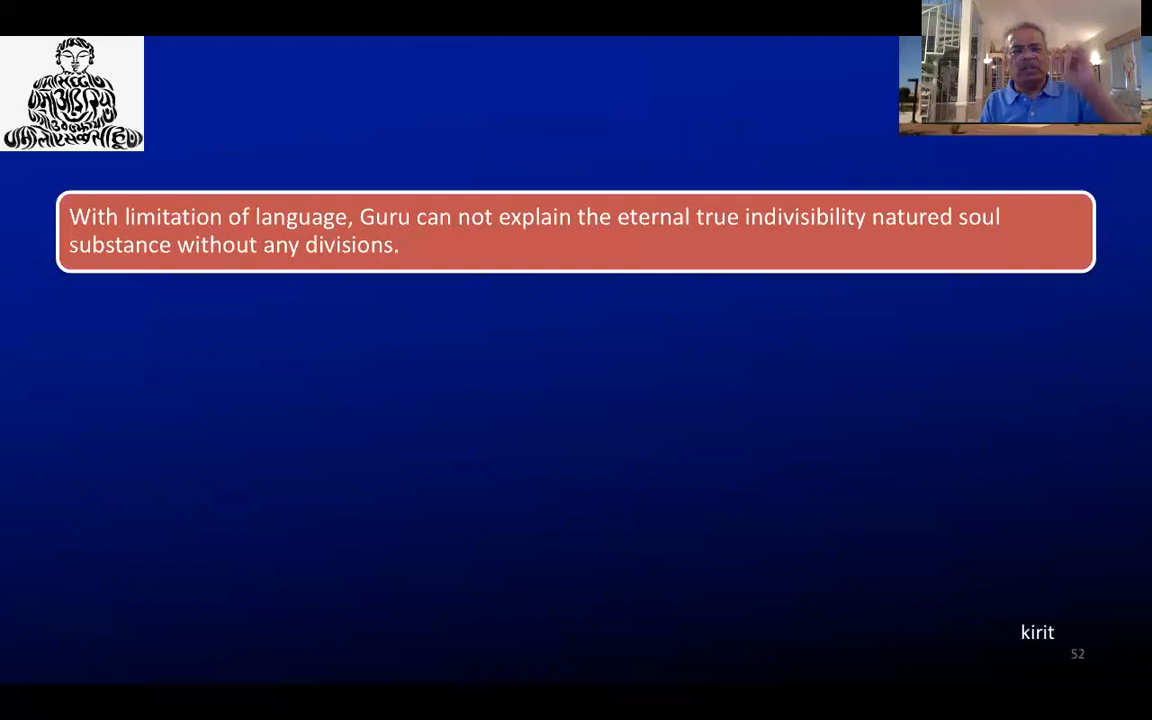 With limitation of language, Guru can not explain the eternal true indivisibility natured soul
substance without any divisions.
kirit
52